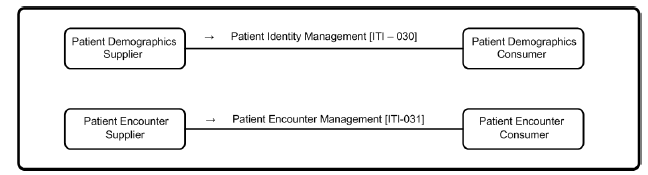 Patient Demographics
Supplier
→ Patient Identity Management [ITI – 030]
Patient Demographics
Consumer
Patient Encounter
Supplier
→ Patient Encounter Management [ITI-031]
Patient Encounter
Consumer